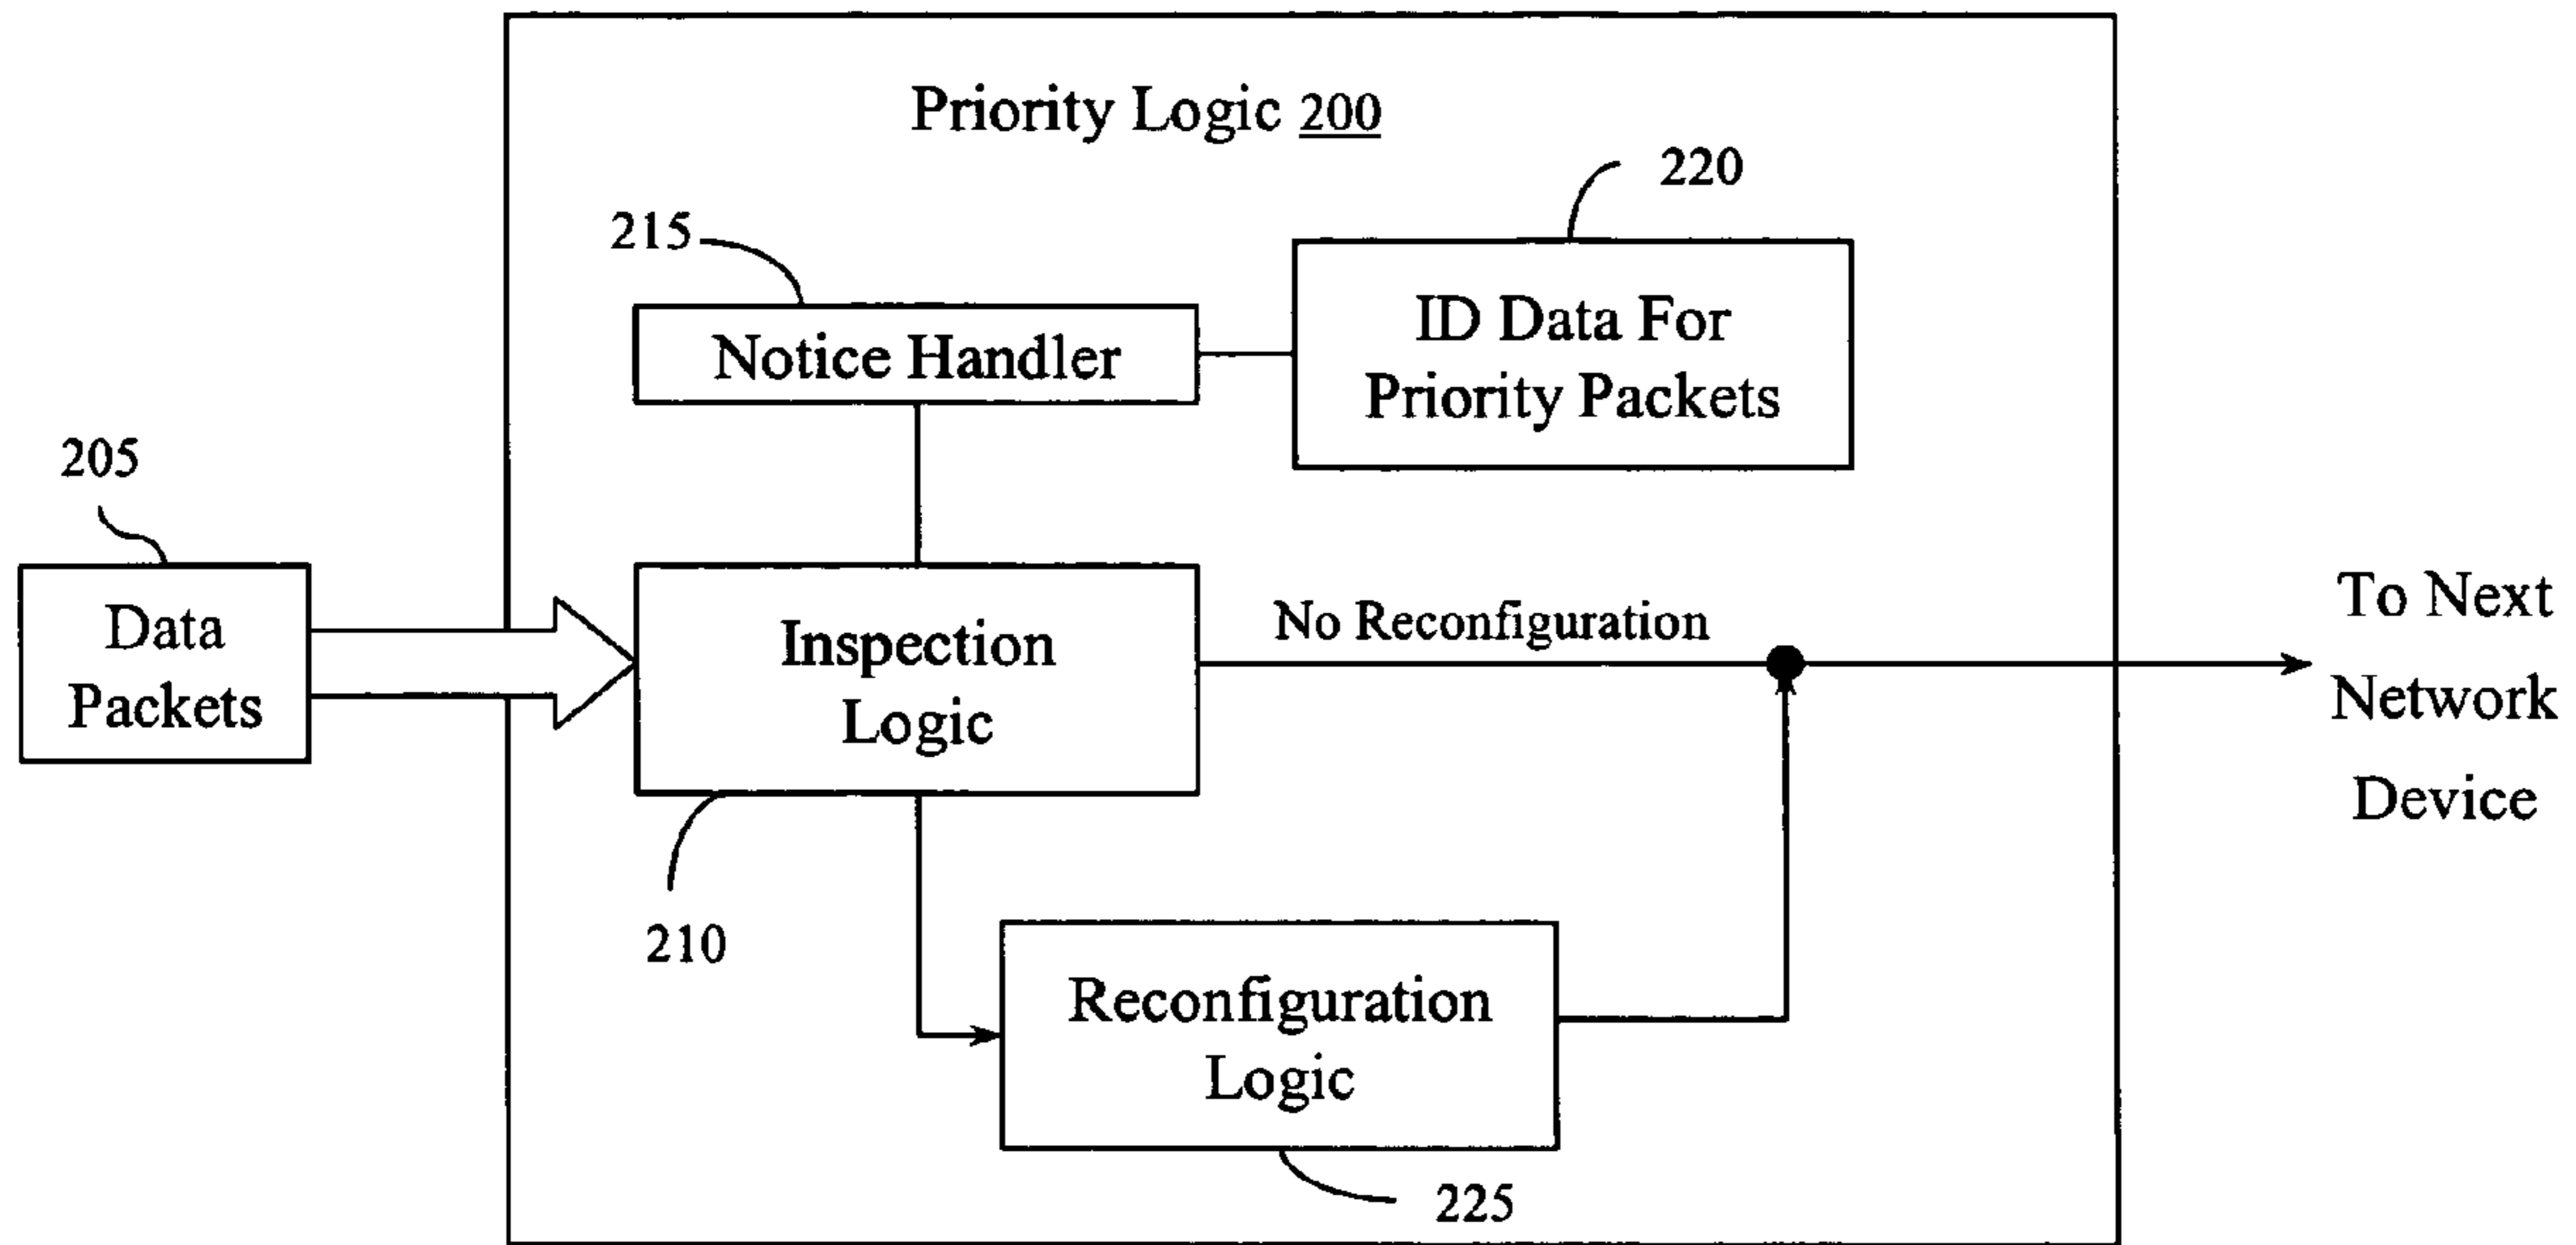 Priority Logic 200
220
215
ID Data For
Priority Packets
Notice Handler
205
Data
Packets
Inspection
Logic
No Reconfiguration
To Next
Network
Device
210
Reconfiguration
Logic
225